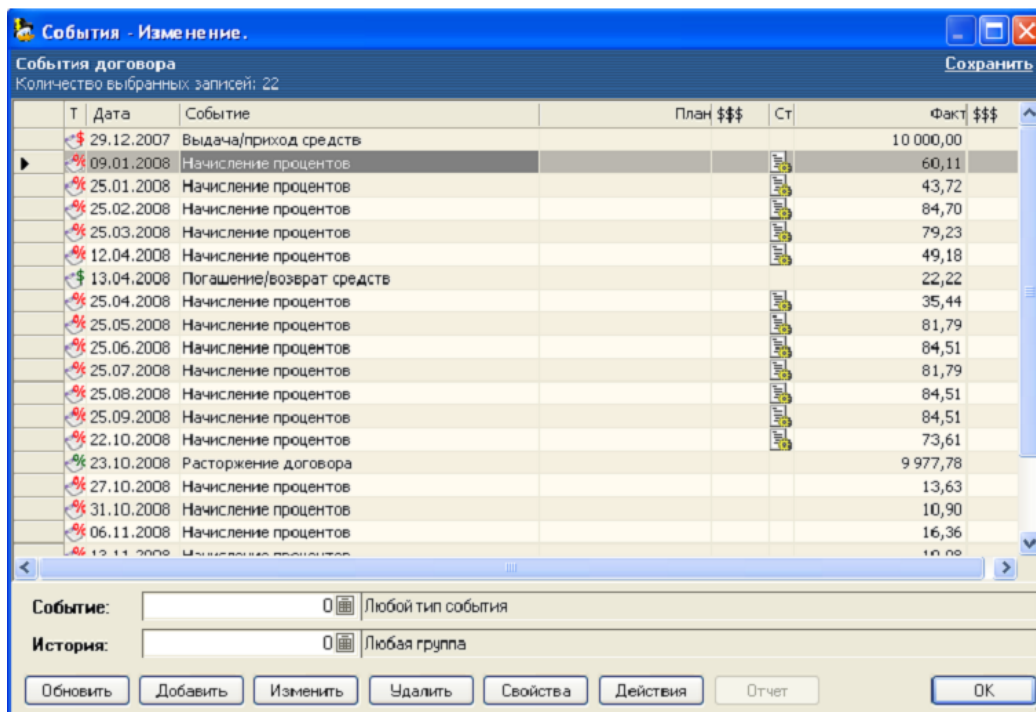 События - Изменение.
События договора Сохранить
Количество выбранных записей: 22
Т Дата Событие План $$$ Ст Факт $$$
29.12.2007 Выдача/приход средств 10 000,00
09.01.2008 Начисление процентов 60,11
25.01.2008 Начисление процентов 43,72
25.02.2008 Начисление процентов 84,70
25.03.2008 Начисление процентов 79,23
12.04.2008 Начисление процентов 49,18
13.04.2008 Погашение/возврат средств 22,22
25.04.2008 Начисление процентов 35,44
25.05.2008 Начисление процентов 81,79
25.06.2008 Начисление процентов 84,51
25.07.2008 Начисление процентов 81,79
25.08.2008 Начисление процентов 84,51
25.09.2008 Начисление процентов 84,51
22.10.2008 Начисление процентов 73,61
23.10.2008 Расторжение договора 9 977,78
27.10.2008 Начисление процентов 13,63
31.10.2008 Начисление процентов 10,90
06.11.2008 Начисление процентов 16,36
13.11.2008 Начисление процентов
Событие: 0 Любой тип события
История: 0 Любая группа
Обновить Добавить Изменить Удалить Свойства Действия Отчет OK